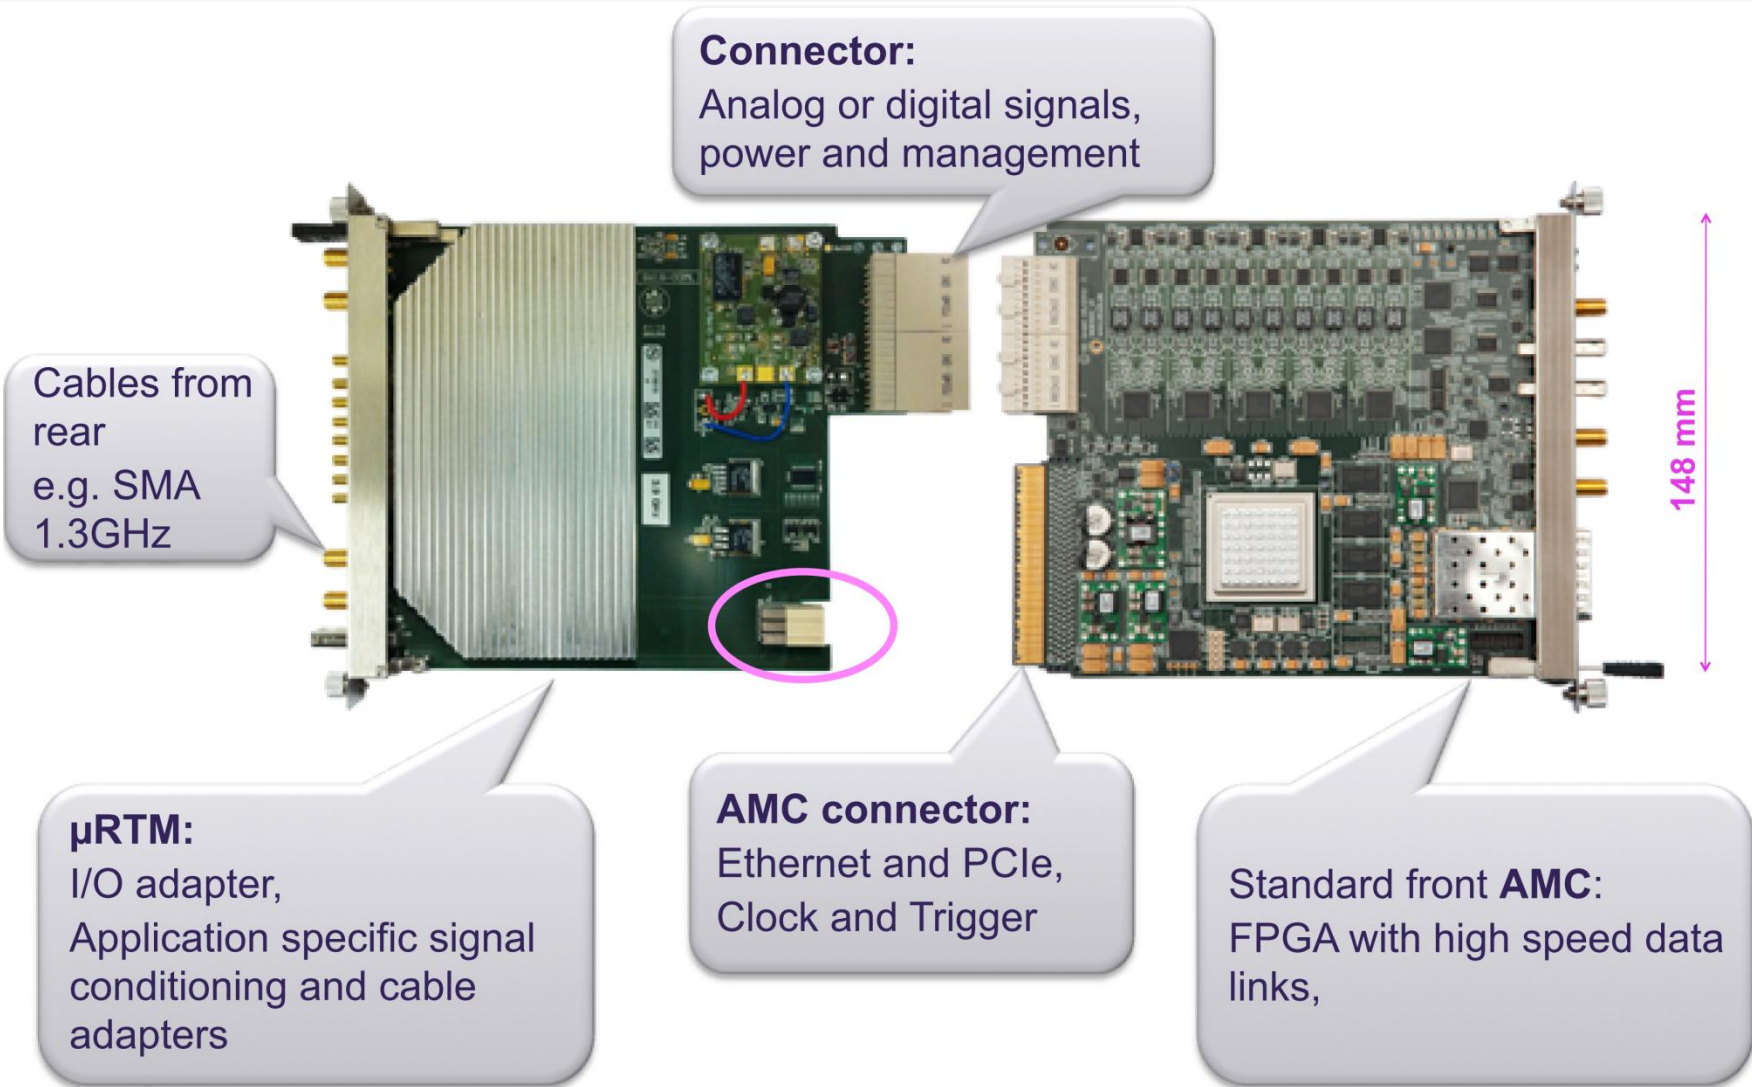 Connector:
Analog or digital signals,
power and management
Cables from
rear
e.g. SMA
1.3GHz
148 mm
µRTM:
I/O adapter,
Application specific signal
conditioning and cable
adapters
AMC connector:
Ethernet and PCIe,
Clock and Trigger
Standard front AMC:
FPGA with high speed data
links,